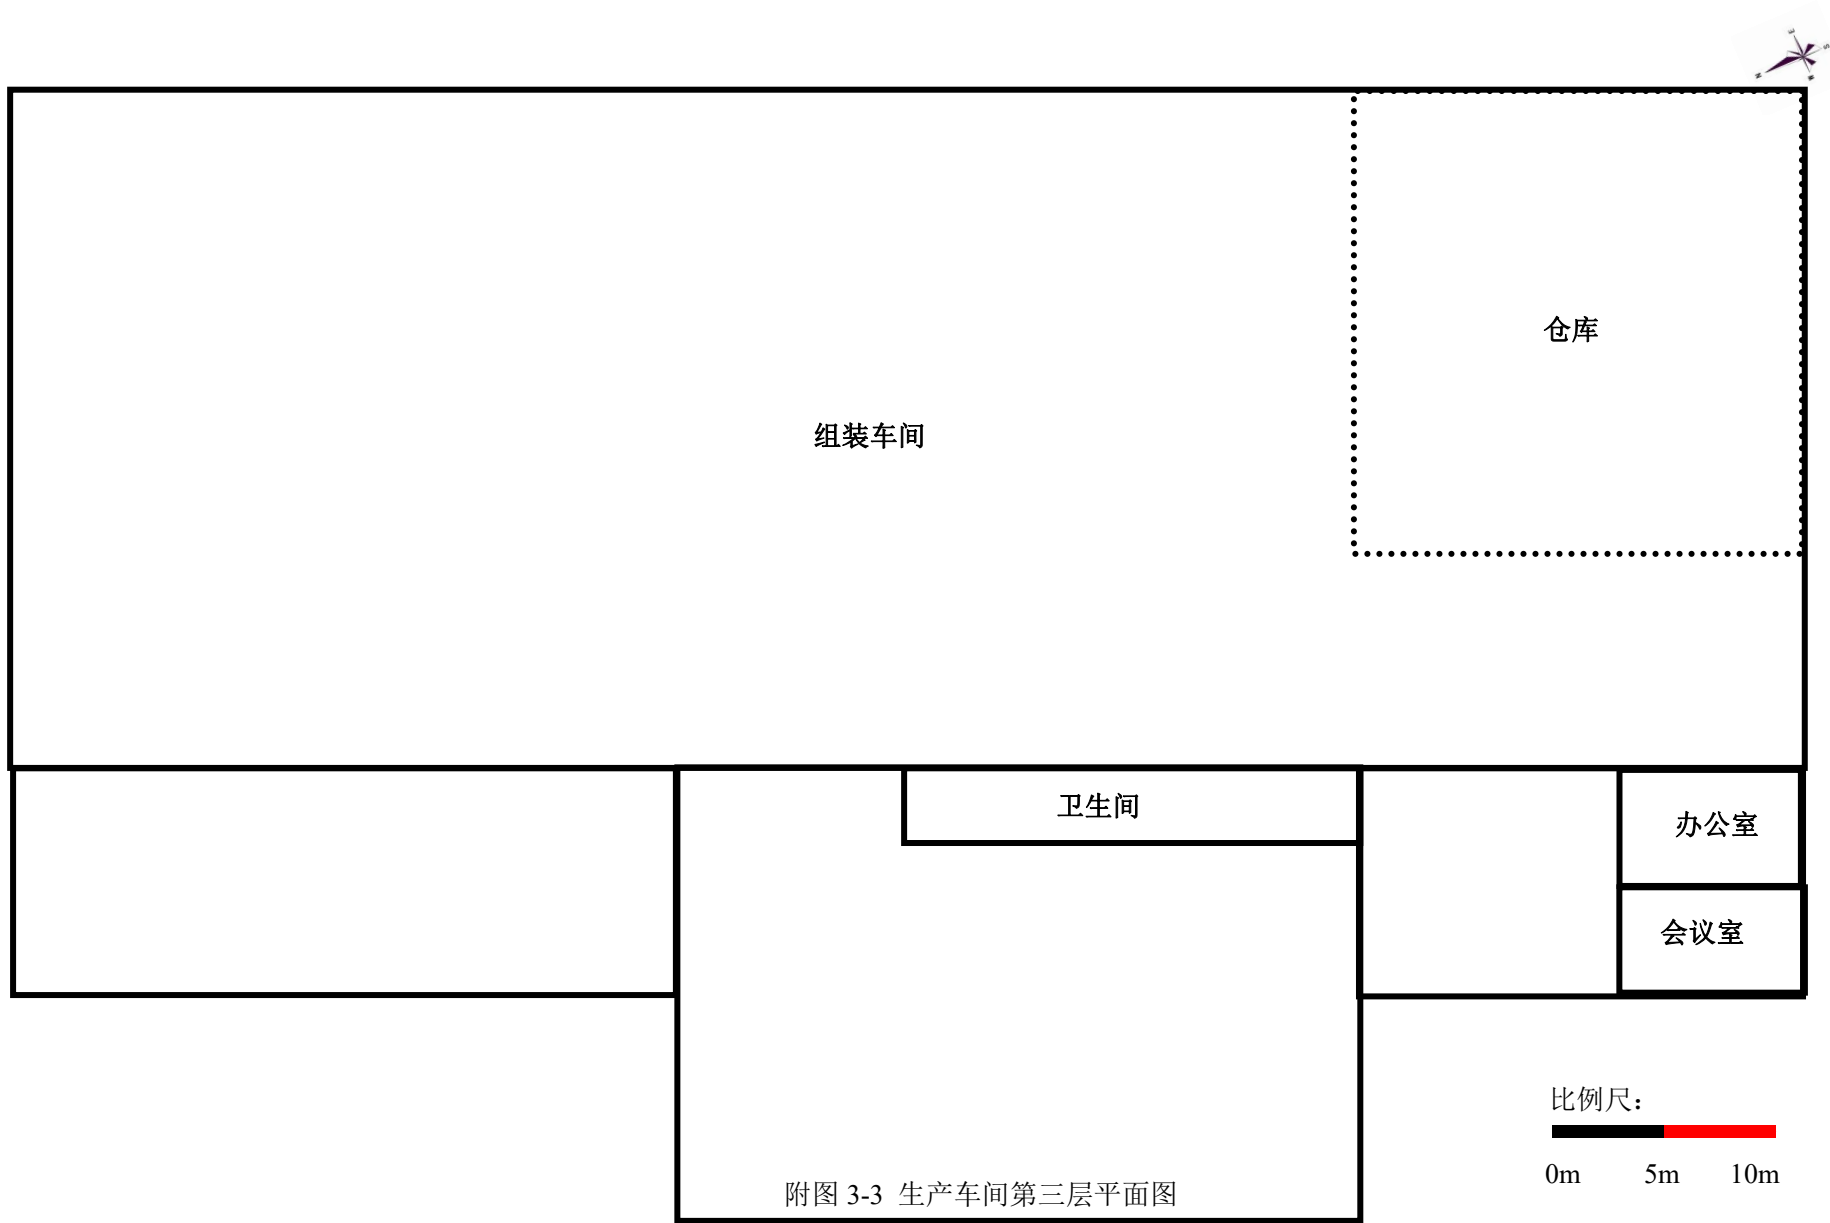 仓库
组装车间
卫生间
办公室
会议室
比例尺：
0m 5m 10m
附图 3-3 生产车间第三层平面图